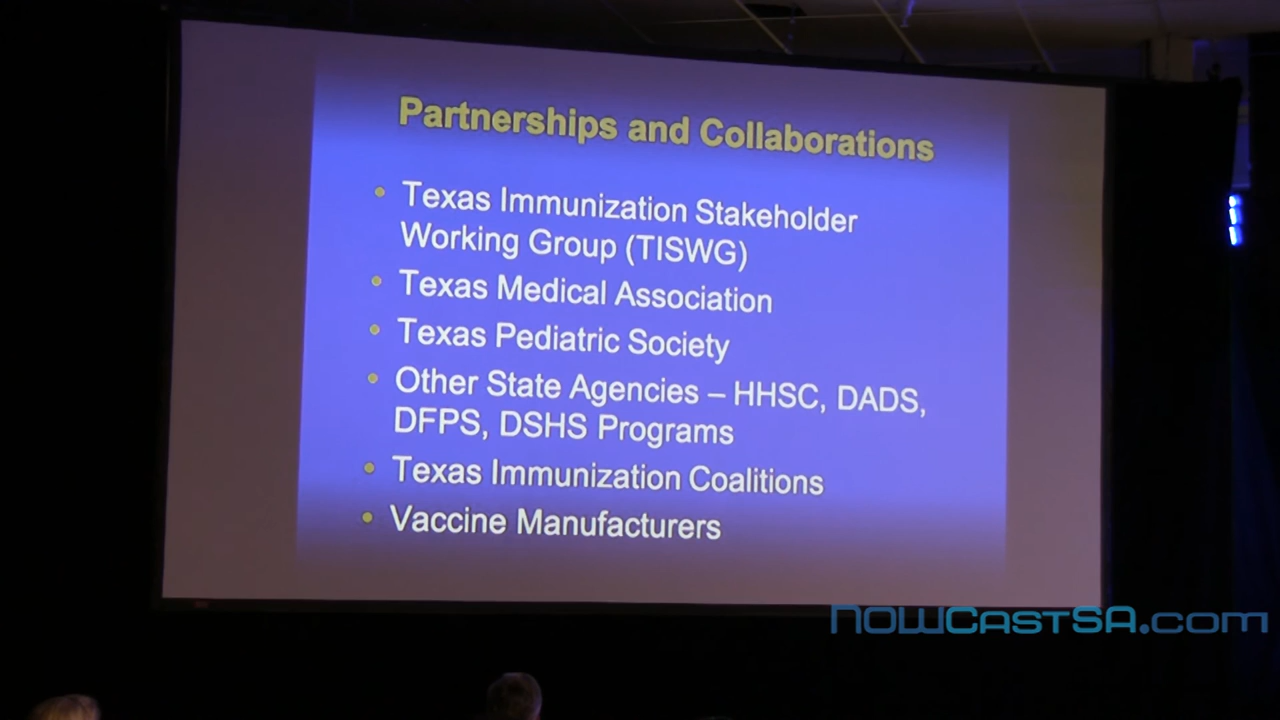 Partnerships and Collaborations
• Texas Immunization Stakeholder
Working Group (TISWG)
• Texas Medical Association
• Texas Pediatric Society
• Other State Agencies – HHSC, DADS,
DFPS, DSHS Programs
• Texas Immunization Coalitions
• Vaccine Manufacturers
NOWCastSA.com